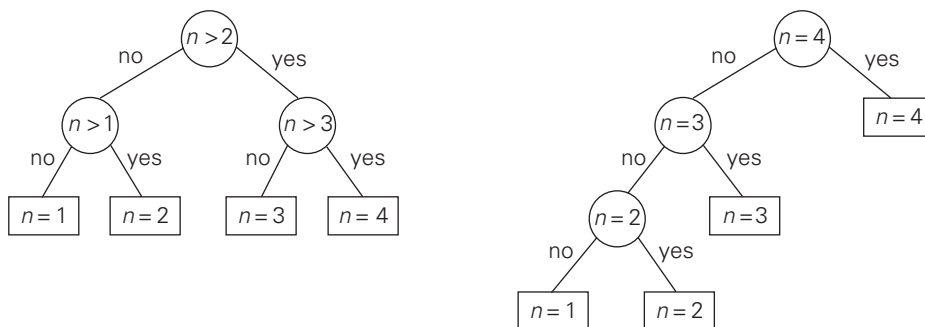 n > 2
no
yes
n > 1
n > 3
no
yes
no
yes
n = 1
n = 2
n = 3
n = 4
n = 4
no
yes
n = 3
n = 4
no
yes
n = 2
n = 3
no
yes
n = 1
n = 2